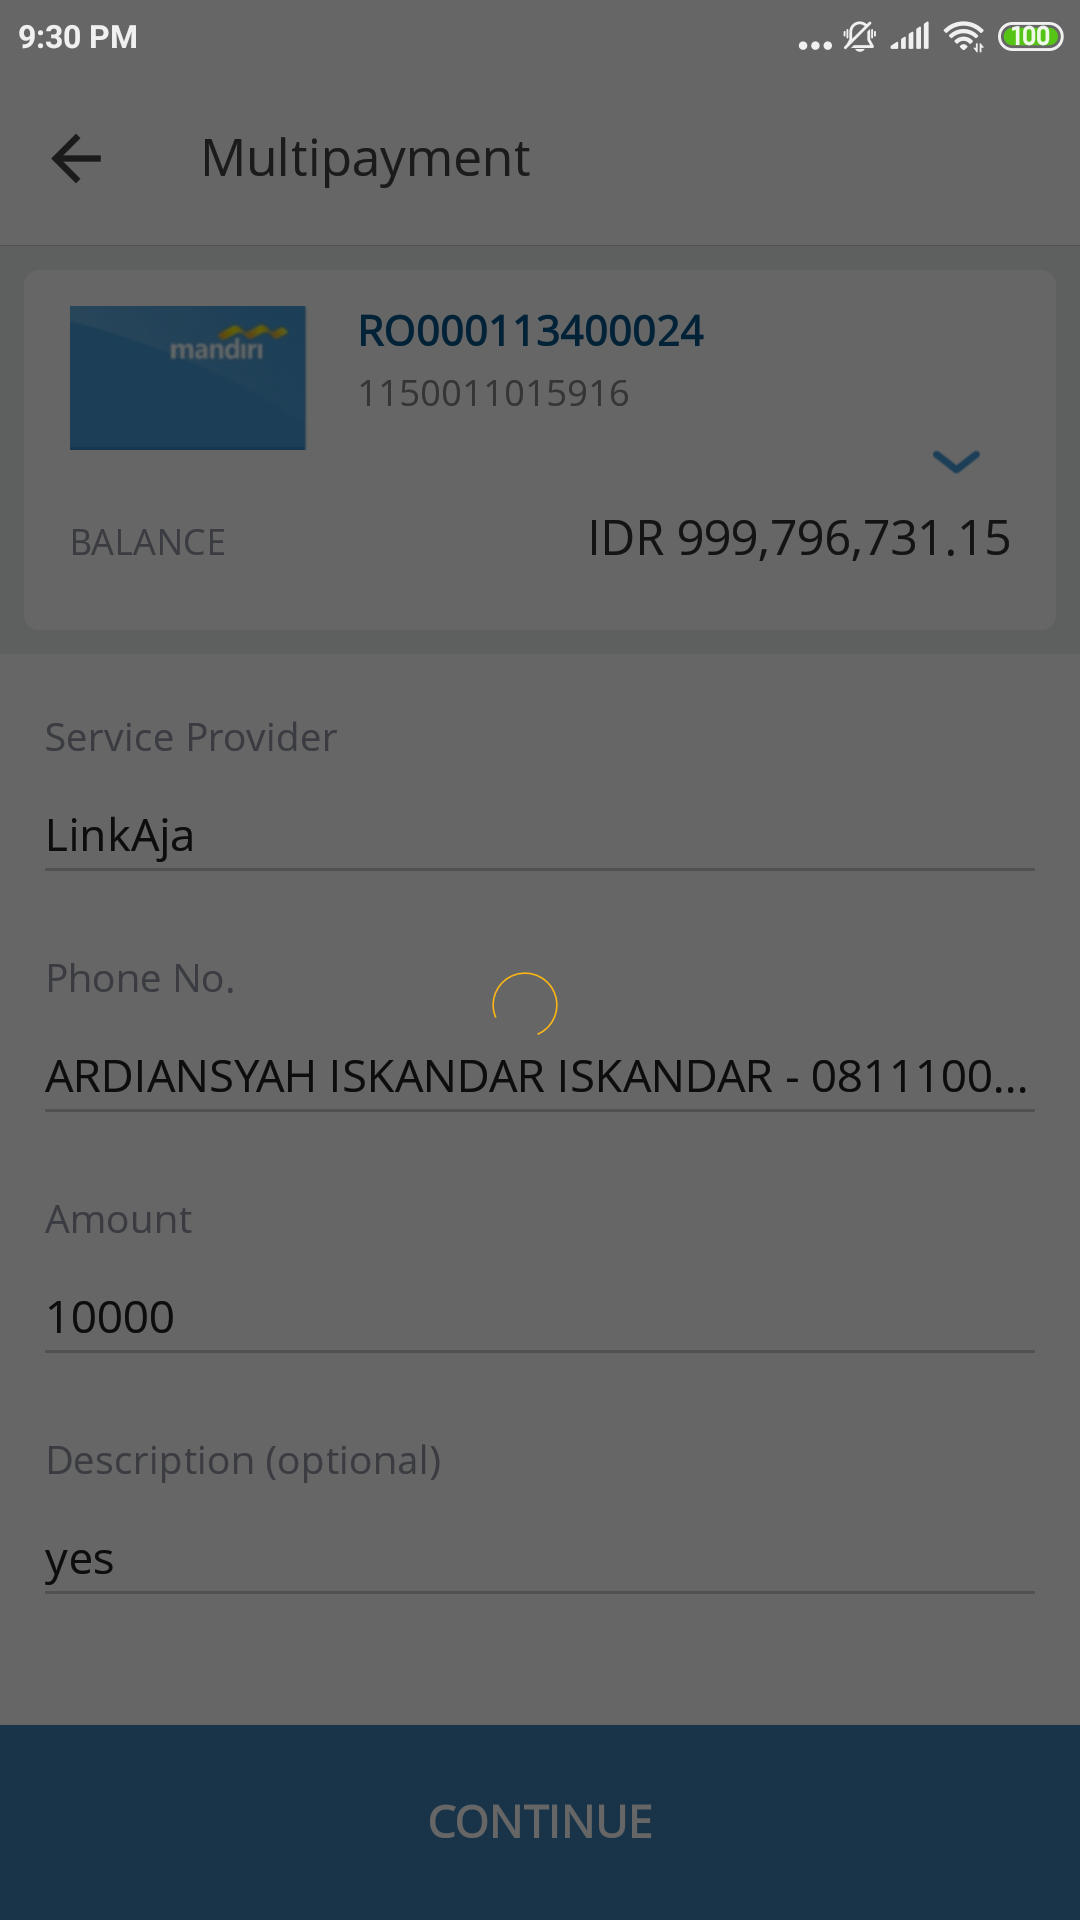 9:30 PM
100
Multipayment
mandırı
RO000113400024
1150011015916
BALANCE
IDR 999,796,731.15
Service Provider
LinkAja
Phone No.
ARDIANSYAH ISKANDAR ISKANDAR - 0811100...
Amount
10000
Description (optional)
yes
CONTINUE